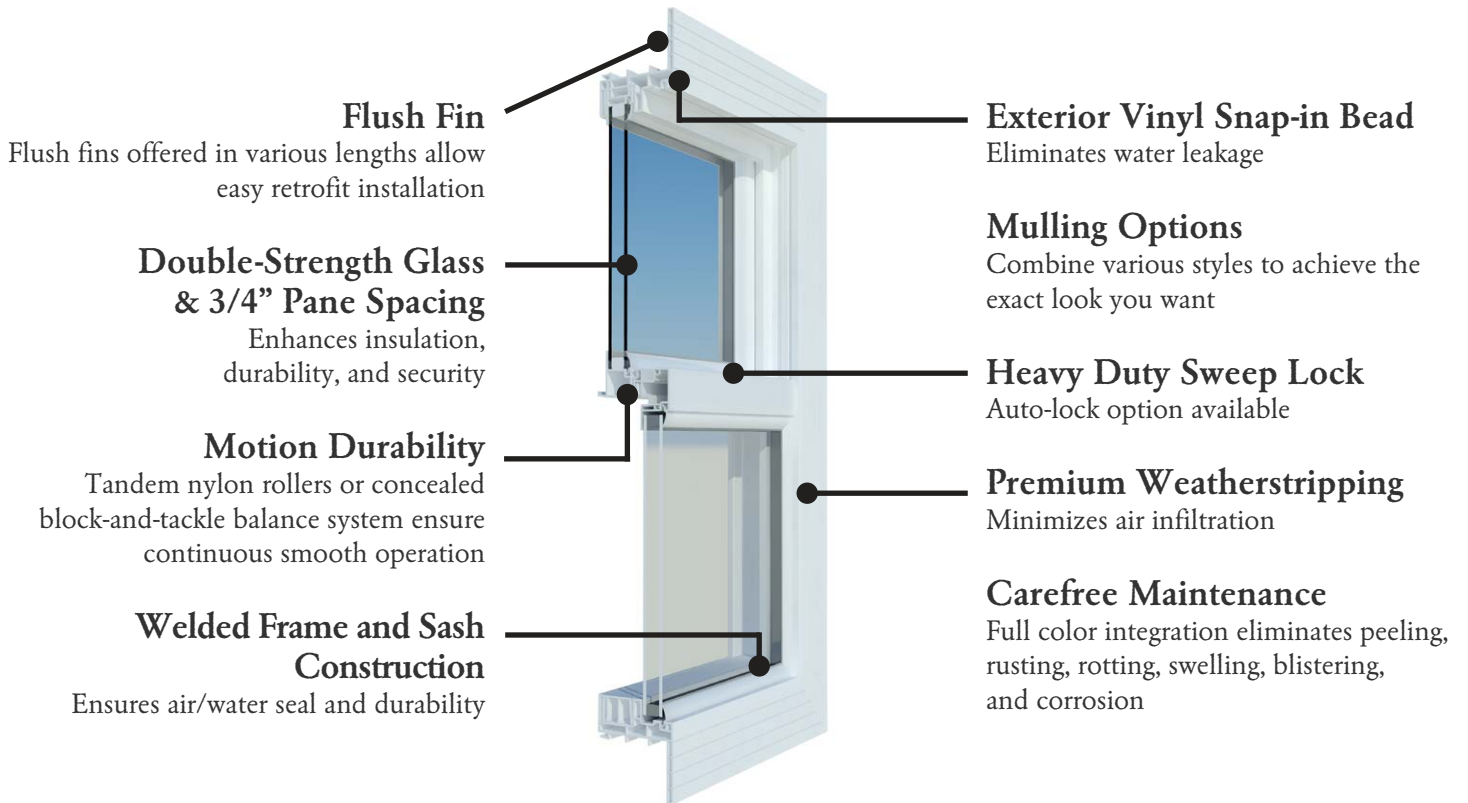 Flush Fin
Flush fins offered in various lengths allow
easy retrofit installation
Double-Strength Glass
& 3/4” Pane Spacing
Enhances insulation,
durability, and security
Motion Durability
Tandem nylon rollers or concealed
block-and-tackle balance system ensure
continuous smooth operation
Welded Frame and Sash
Construction
Ensures air/water seal and durability
Exterior Vinyl Snap-in Bead
Eliminates water leakage
Mulling Options
Combine various styles to achieve the
exact look you want
Heavy Duty Sweep Lock
Auto-lock option available
Premium Weatherstripping
Minimizes air infiltration
Carefree Maintenance
Full color integration eliminates peeling,
rusting, rotting, swelling, blistering,
and corrosion